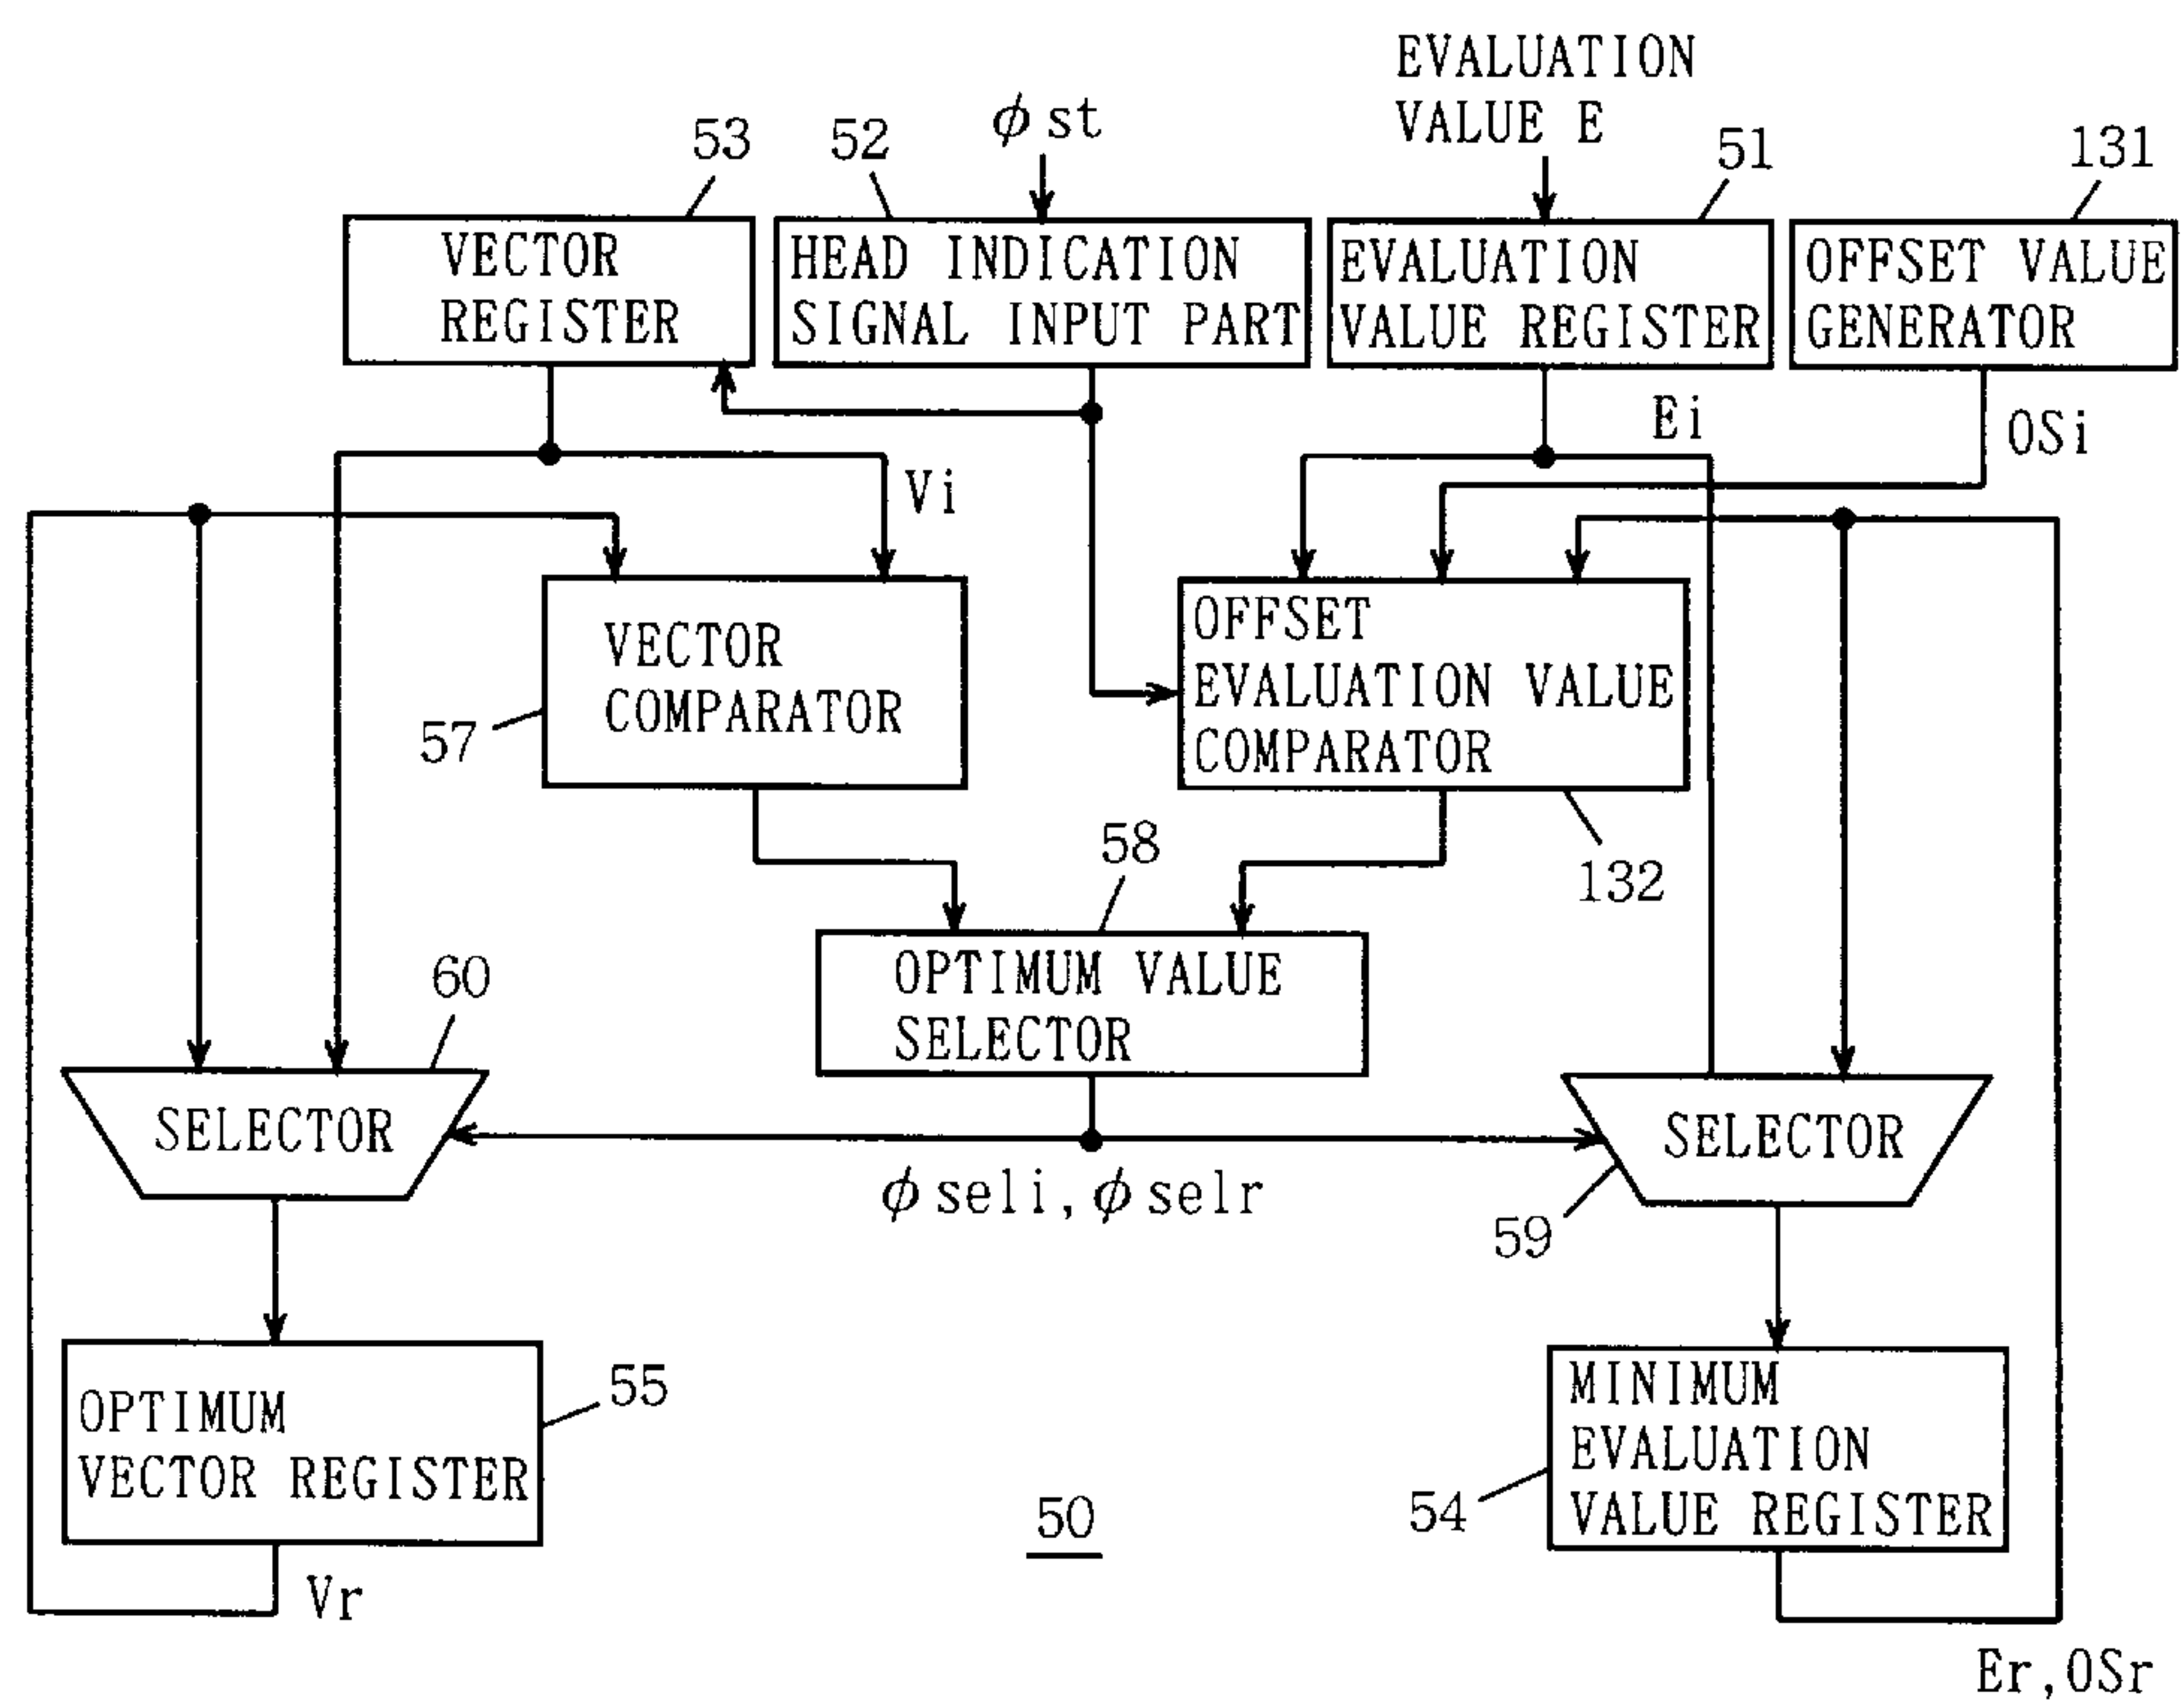 EVALUATION
VALUE E
φst
53
52
51
131
VECTOR
REGISTER
HEAD INDICATION
SIGNAL INPUT PART
EVALUATION
VALUE REGISTER
OFFSET VALUE
GENERATOR
Ei
OSi
Vi
VECTOR
COMPARATOR
57
OFFSET
EVALUATION VALUE
COMPARATOR
132
58
OPTIMUM VALUE
SELECTOR
60
SELECTOR
SELECTOR
φseli, φselr
59
OPTIMUM
VECTOR REGISTER
55
MINIMUM
EVALUATION
VALUE REGISTER
54
50
Vr
Er, OSr